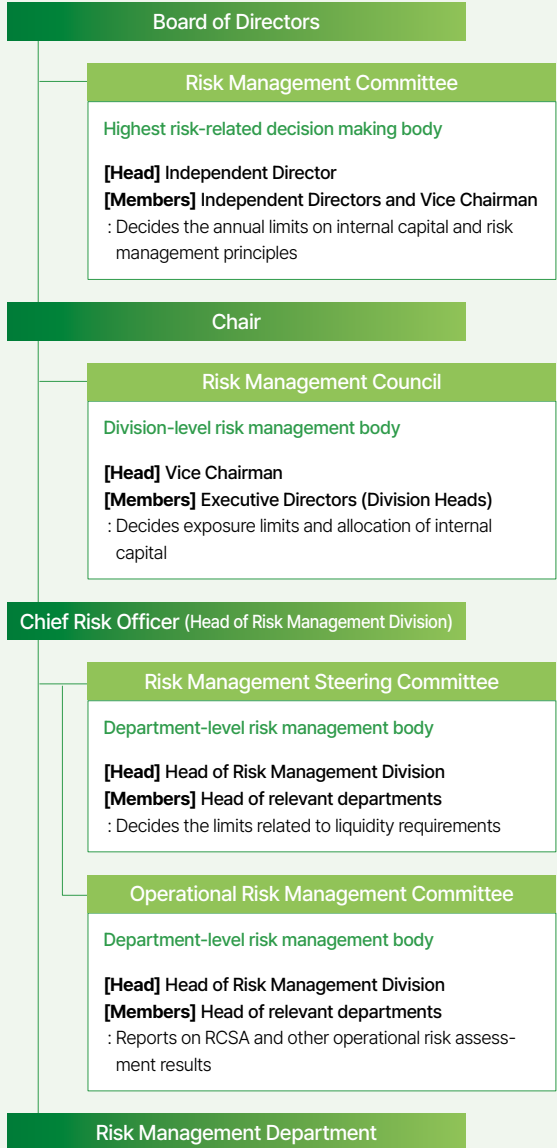 Board of Directors
Risk Management Committee
Highest risk-related decision making body
[Head] Independent Director
[Members] Independent Directors and Vice Chairman
: Decides the annual limits on internal capital and risk
management principles
Chair
Risk Management Council
Division-level risk management body
[Head] Vice Chairman
[Members] Executive Directors (Division Heads)
: Decides exposure limits and allocation of internal
capital
Chief Risk Officer (Head of Risk Management Division)
Risk Management Steering Committee
Department-level risk management body
[Head] Head of Risk Management Division
[Members] Head of relevant departments
: Decides the limits related to liquidity requirements
Operational Risk Management Committee
Department-level risk management body
[Head] Head of Risk Management Division
[Members] Head of relevant departments
: Reports on RCSA and other operational risk assess-
ment results
Risk Management Department